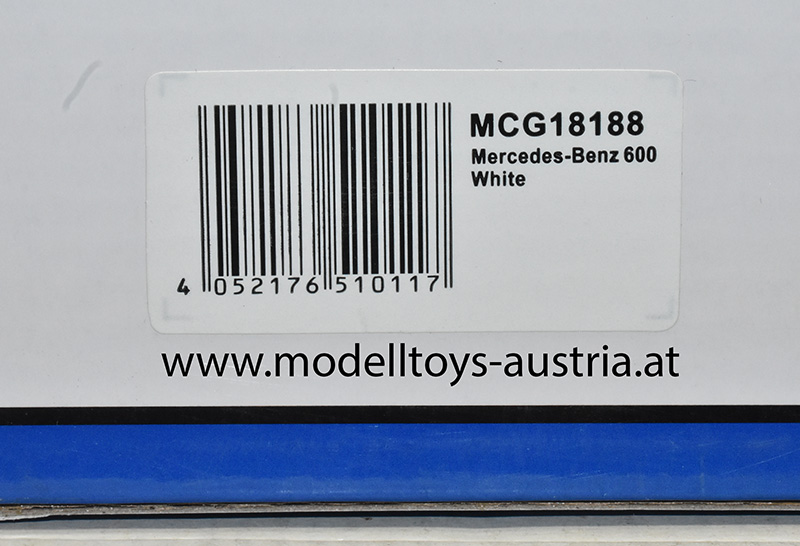 MCG18188
Mercedes-Benz 600
White
4 052176 510117
www.modelltoys-austria.at